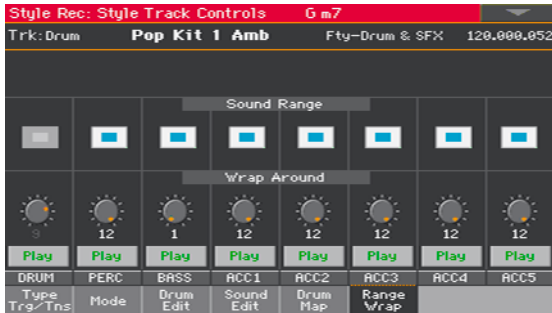 Style Rec: Style Track Controls G m7
Trk:Drum Pop Kit 1 Amb Fty-Drum & SFX 120.000.052
Sound Range
Wrap Around
9 12 1 12 12 12 12 12
Play Play Play Play Play Play Play Play
DRUM PERC BASS ACC1 ACC2 ACC3 ACC4 ACC5
Type Trg/Tns Mode Drum Edit Sound Edit Drum Map Range Wrap